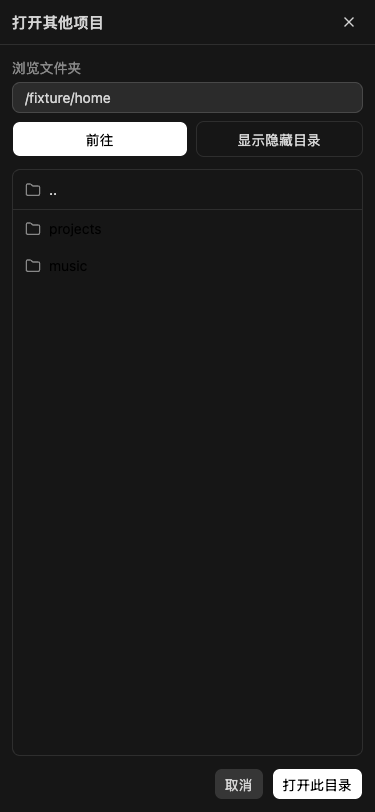 打开其他项目
浏览文件夹
/fixture/home
前往
显示隐藏目录
..
projects
music
取消
打开此目录